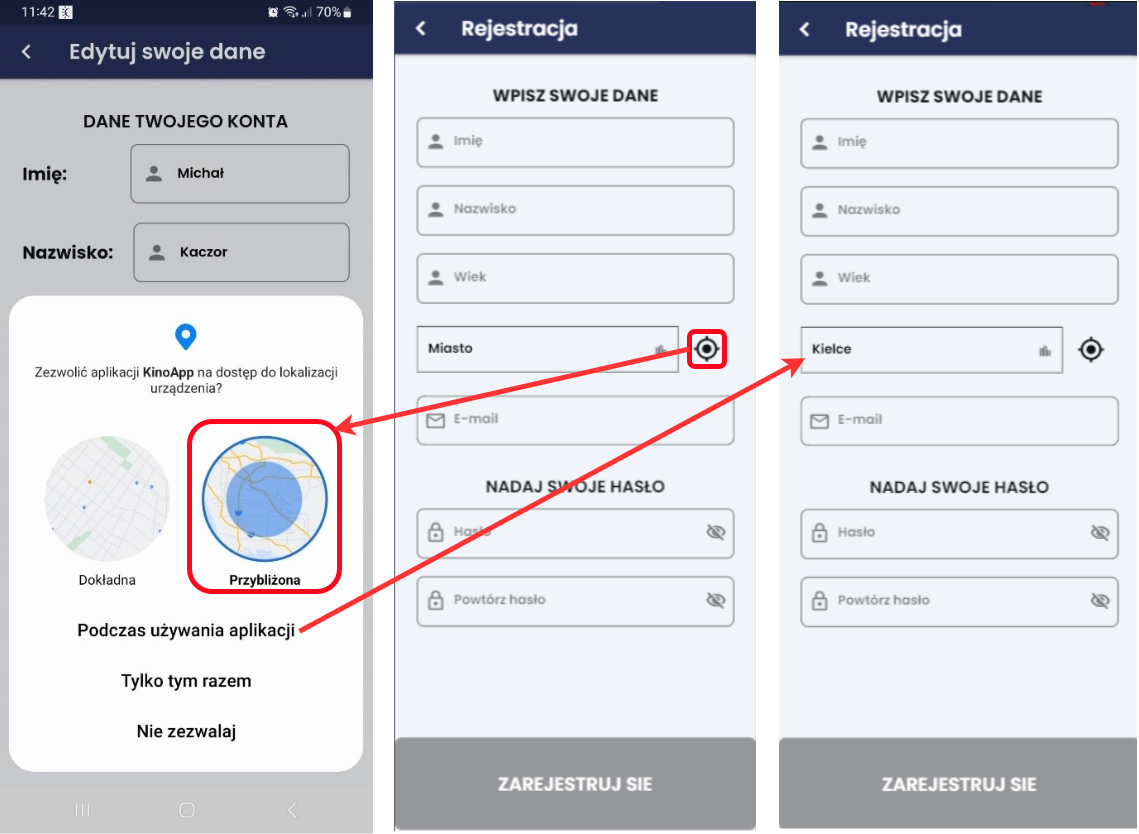 11:42
70%
Edytuj swoje dane
DANE TWOJEGO KONTA
Imię:
Michał
Nazwisko:
Kaczor
Zezwolić aplikacji KinoApp na dostęp do lokalizacji
urządzenia?
Dokładna
Przybliżona
Podczas używania aplikacji
Tylko tym razem
Nie zezwalaj
Rejestracja
WPISZ SWOJE DANE
Imię
Nazwisko
Wiek
Miasto
E-mail
NADAJ SWOJE HASŁO
Hasło
Powtórz hasło
ZAREJESTRUJ SIE
Rejestracja
WPISZ SWOJE DANE
Imię
Nazwisko
Wiek
Kielce
E-mail
NADAJ SWOJE HASŁO
Hasło
Powtórz hasło
ZAREJESTRUJ SIE